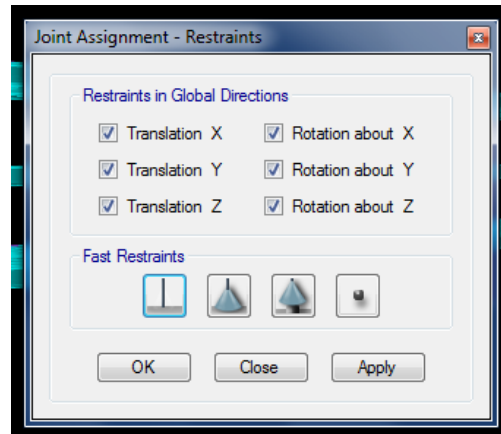 Joint Assignment - Restraints
Restraints in Global Directions
Translation X Rotation about X
Translation Y Rotation about Y
Translation Z Rotation about Z
Fast Restraints
OK Close Apply